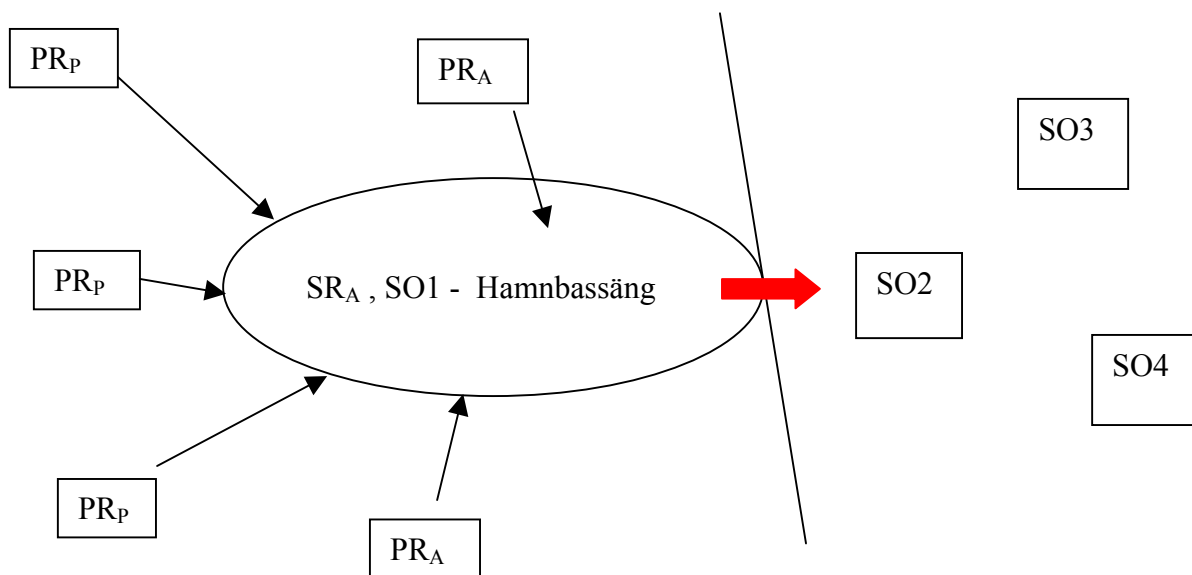 PRP
PRA
SO3
PRP
SRA , SO1 - Hamnbassäng
SO2
SO4
PRP
PRA